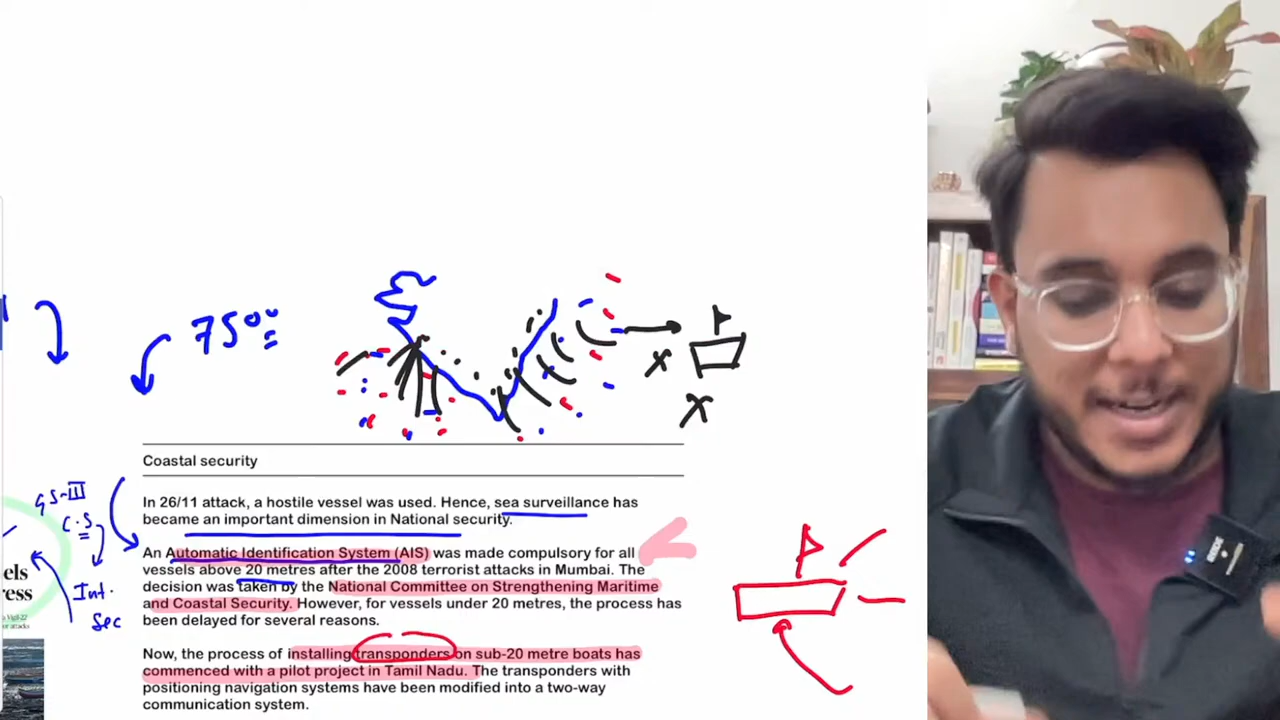 7500
X
X
Coastal security
In 26/11 attack, a hostile vessel was used. Hence, sea surveillance has
became an important dimension in National security.
An Automatic Identification System (AIS) was made compulsory for all
vessels above 20 metres after the 2008 terrorist attacks in Mumbai. The
decision was taken by the National Committee on Strengthening Maritime
and Coastal Security. However, for vessels under 20 metres, the process has
been delayed for several reasons.
Now, the process of installing transponders on sub-20 metre boats has
commenced with a pilot project in Tamil Nadu. The transponders with
positioning navigation systems have been modified into a two-way
communication system.
GS-III
C.S
Int.
Sec
els
ress